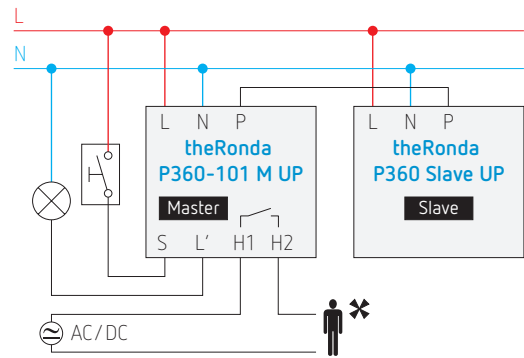 L
N
L N P
theRonda
P360-101 M UP
Master
S L' H1 H2
L N P
theRonda
P360 Slave UP
Slave
AC/DC